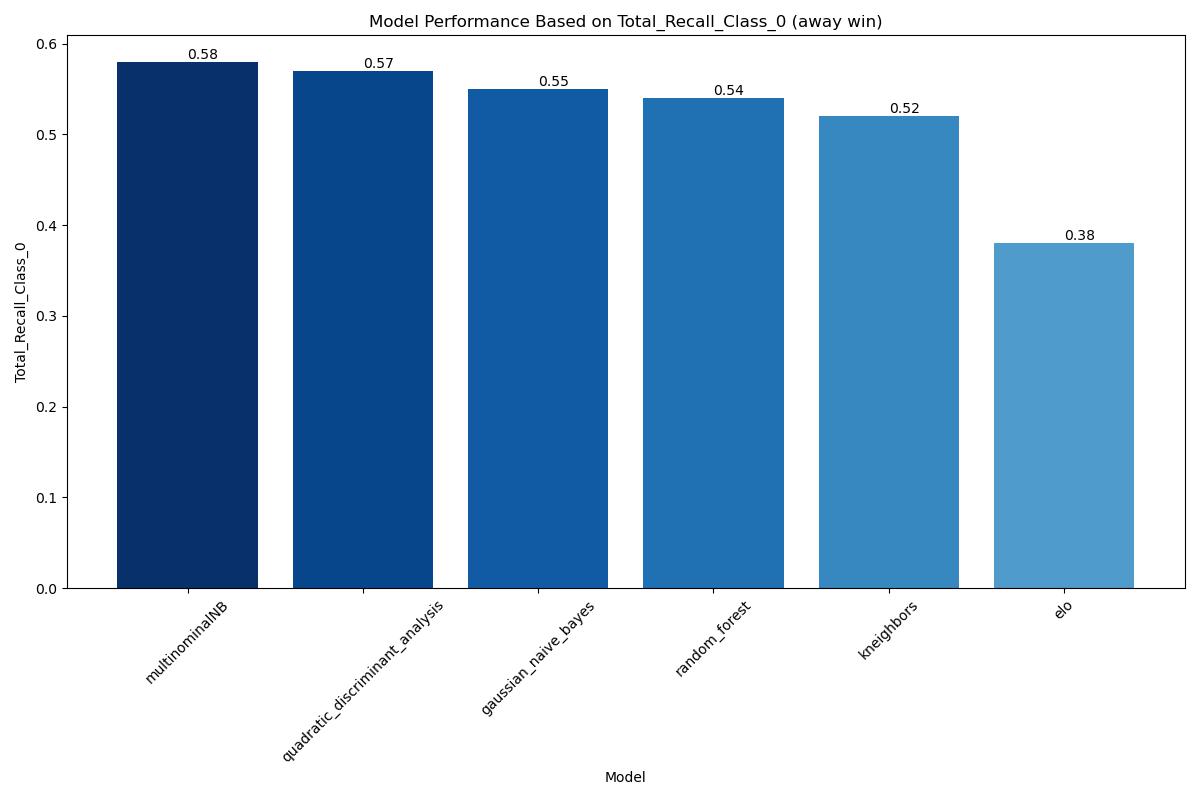 Model Performance Based on Total_Recall_Class_0 (away win)
Total_Recall_Class_0
0.6
0.5
0.4
0.3
0.2
0.1
0.0
0.58
0.57
0.55
0.54
0.52
0.38
multinominalNB
quadratic_discriminant_analysis
gaussian_naive_bayes
random_forest
kneighbors
elo
Model